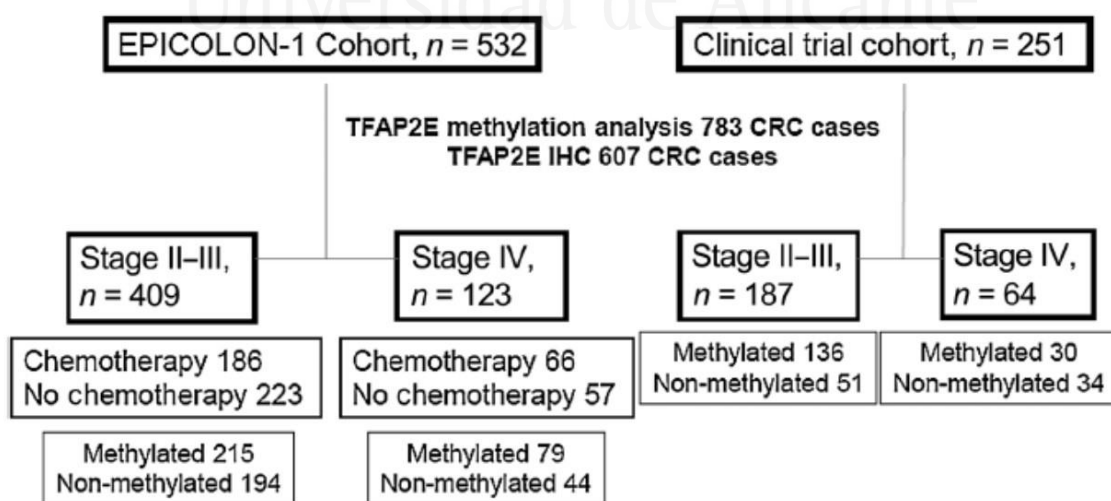 Universidad de Alicante
EPICOLON-1 Cohort, n = 532
Clinical trial cohort, n = 251
TFAP2E methylation analysis 783 CRC cases
TFAP2E IHC 607 CRC cases
Stage II–III,
n = 409
Stage IV,
n = 123
Stage II–III,
n = 187
Stage IV,
n = 64
Chemotherapy 186
No chemotherapy 223
Chemotherapy 66
No chemotherapy 57
Methylated 136
Non-methylated 51
Methylated 30
Non-methylated 34
Methylated 215
Non-methylated 194
Methylated 79
Non-methylated 44